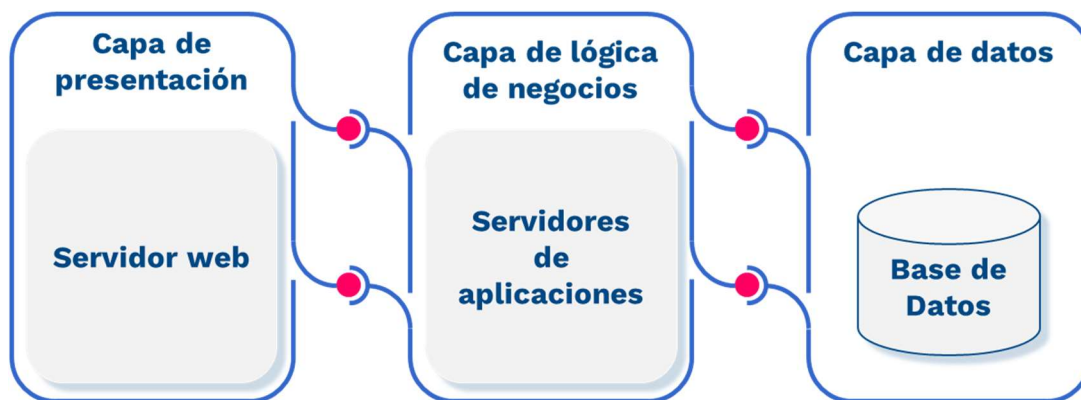 Capa de
presentación
Servidor web
Capa de lógica
de negocios
Servidores
de
aplicaciones
Capa de datos
Base de
Datos